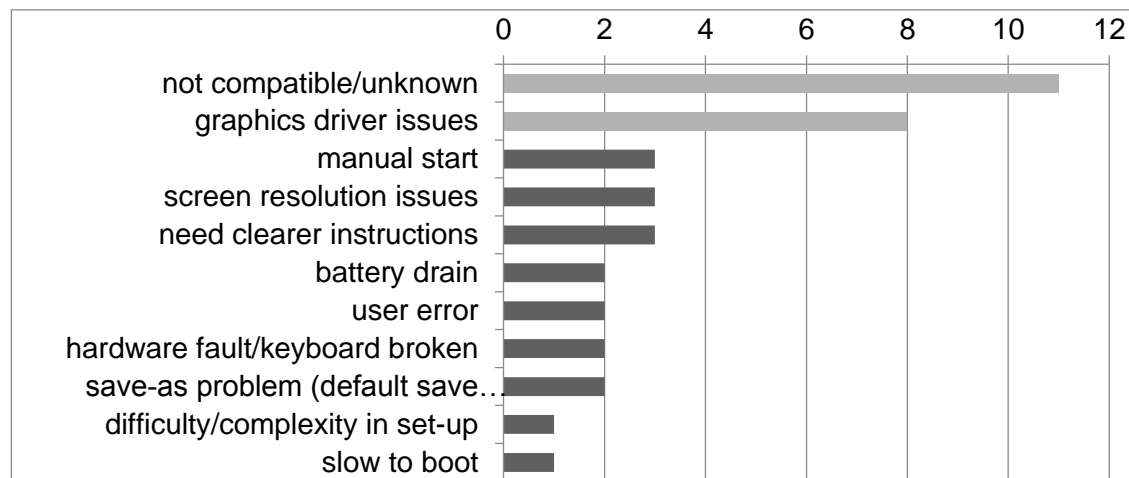 0 2 4 6 8 10 12
not compatible/unknown
graphics driver issues
manual start
screen resolution issues
need clearer instructions
battery drain
user error
hardware fault/keyboard broken
save-as problem (default save…
difficulty/complexity in set-up
slow to boot